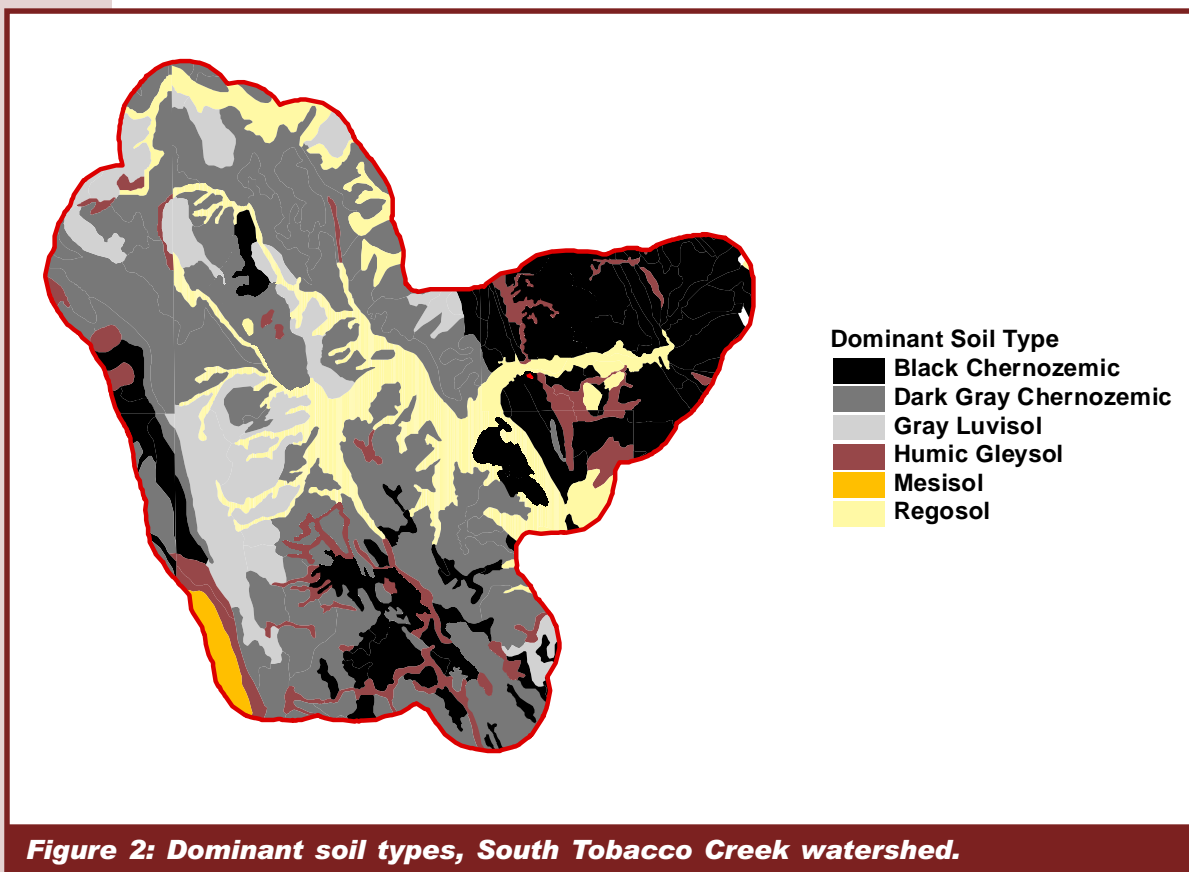 Dominant Soil Type
Black Chernozemic
Dark Gray Chernozemic
Gray Luvisol
Humic Gleysol
Mesisol
Regosol
Figure 2: Dominant soil types, South Tobacco Creek watershed.